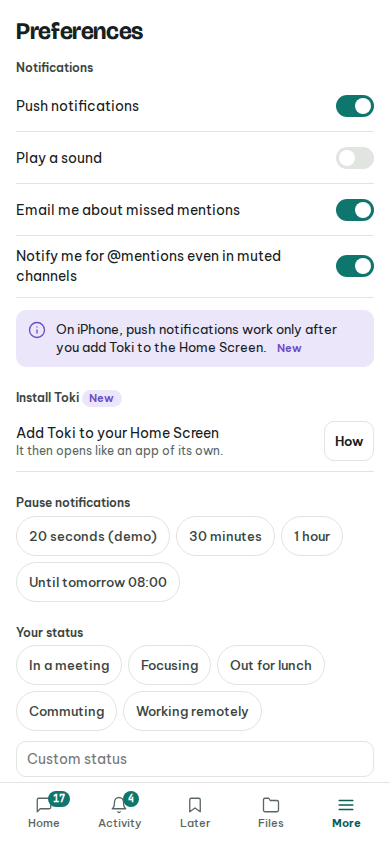 Preferences
Notifications
Push notifications
Play a sound
Email me about missed mentions
Notify me for @mentions even in muted
channels
On iPhone, push notifications work only after
you add Toki to the Home Screen. New
Install Toki New
Add Toki to your Home Screen
It then opens like an app of its own.
How
Pause notifications
20 seconds (demo) 30 minutes 1 hour
Until tomorrow 08:00
Your status
In a meeting Focusing Out for lunch
Commuting Working remotely
Custom status
17 4
Home Activity Later Files More